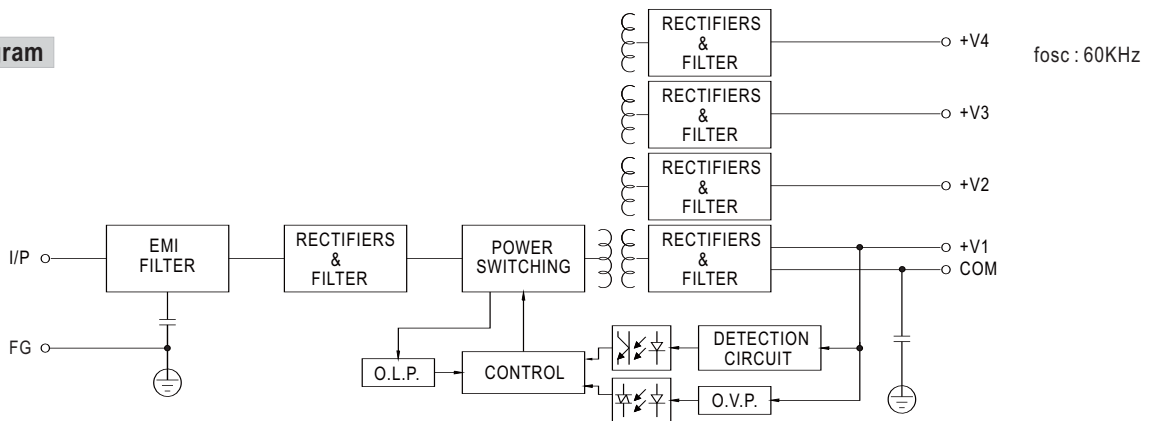 gram
RECTIFIERS
&
FILTER
+V4
fosc : 60KHz
RECTIFIERS
&
FILTER
+V3
RECTIFIERS
&
FILTER
+V2
I/P
EMI
FILTER
RECTIFIERS
&
FILTER
POWER
SWITCHING
RECTIFIERS
&
FILTER
+V1
COM
FG
O.L.P.
CONTROL
DETECTION
CIRCUIT
O.V.P.